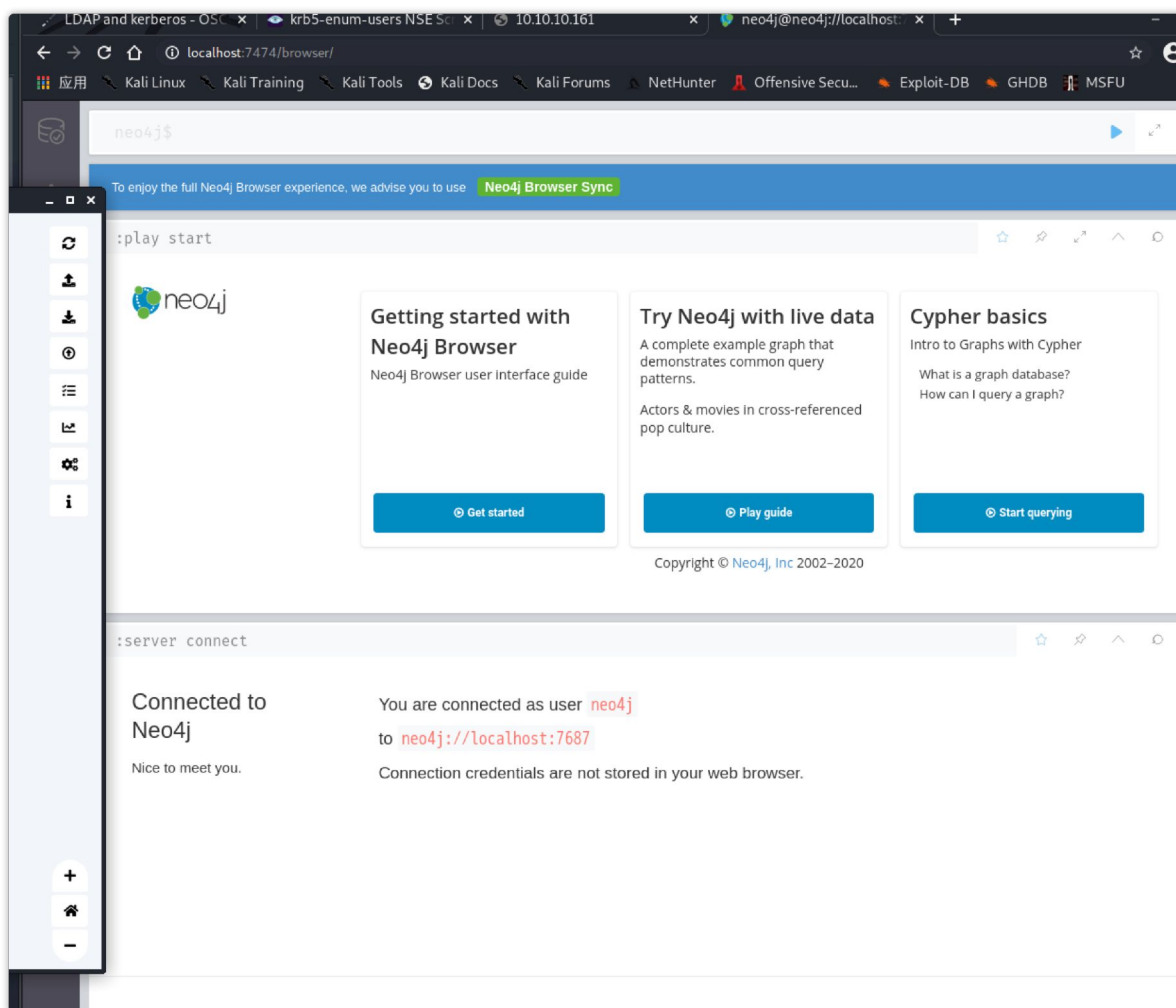 LDAP and kerberos - OSC
krb5-enum-users NSE Scr
10.10.10.161
neo4j@neo4j://localhost:7
localhost:7474/browser/
应用 Kali Linux Kali Training Kali Tools Kali Docs Kali Forums NetHunter Offensive Secu... Exploit-DB GHDB MSFU
neo4j$
To enjoy the full Neo4j Browser experience, we advise you to use Neo4j Browser Sync
:play start
neo4j
Getting started with
Neo4j Browser
Neo4j Browser user interface guide
Get started
Try Neo4j with live data
A complete example graph that
demonstrates common query
patterns.
Actors & movies in cross-referenced
pop culture.
Play guide
Cypher basics
Intro to Graphs with Cypher
What is a graph database?
How can I query a graph?
Start querying
Copyright © Neo4j, Inc 2002–2020
:server connect
Connected to
Neo4j
Nice to meet you.
You are connected as user neo4j
to neo4j://localhost:7687
Connection credentials are not stored in your web browser.